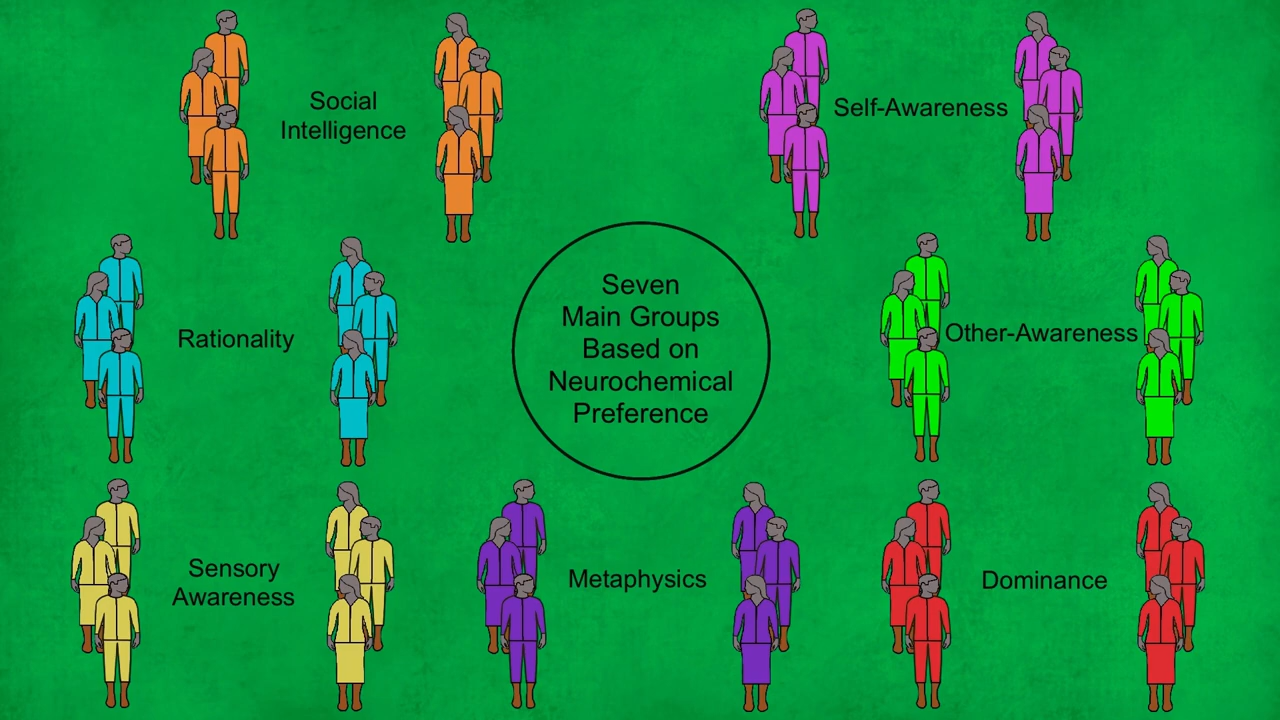 Social
Intelligence
Self-Awareness
Rationality
Seven
Main Groups
Based on
Neurochemical
Preference
Other-Awareness
Sensory
Awareness
Metaphysics
Dominance